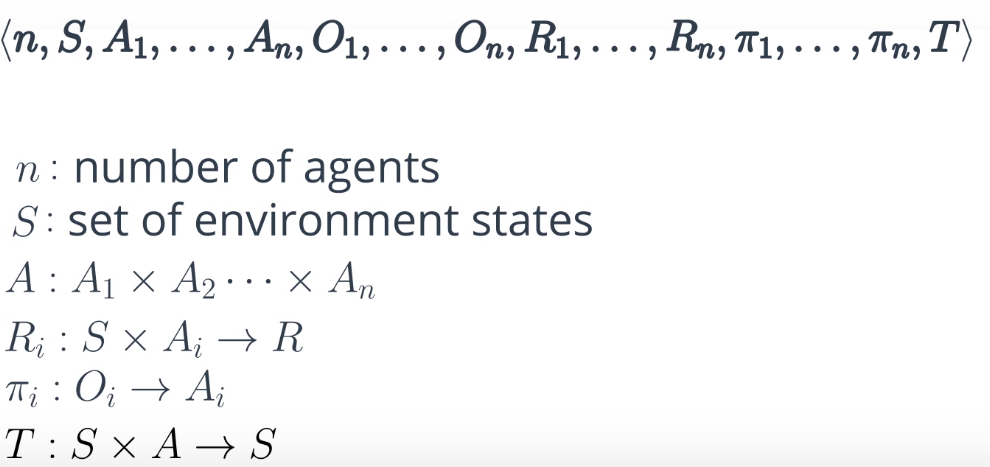 ⟨n, S, A₁, . . . , Aₙ, O₁, . . . , Oₙ, R₁, . . . , Rₙ, π₁, . . . , πₙ, T⟩
n : number of agents
S : set of environment states
A : A₁ × A₂ · · · × Aₙ
Rᵢ : S × Aᵢ → R
πᵢ : Oᵢ → Aᵢ
T : S × A → S